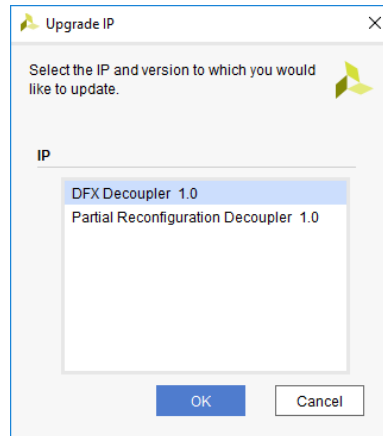 Upgrade IP
Select the IP and version to which you would
like to update.
IP
DFX Decoupler 1.0
Partial Reconfiguration Decoupler 1.0
OK
Cancel